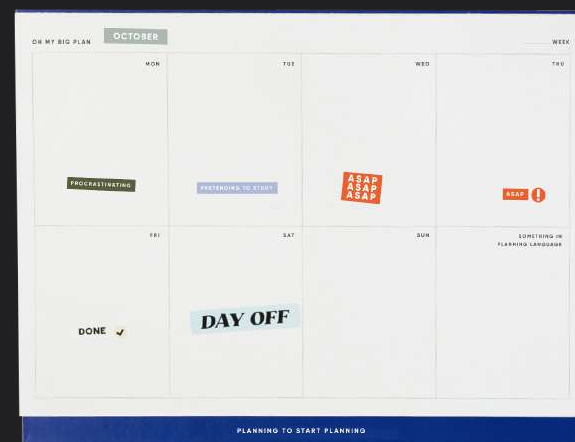 OH MY BIG PLAN
OCTOBER
WEEK
MON
TUE
WED
THU
PROCRASTINATING
PRETENDING TO STUDY
ASAP
ASAP
ASAP
ASAP !
FRI
SAT
SUN
SOMETHING IN
PLANNING LANGUAGE
DONE ✓
DAY OFF
PLANNING TO START PLANNING